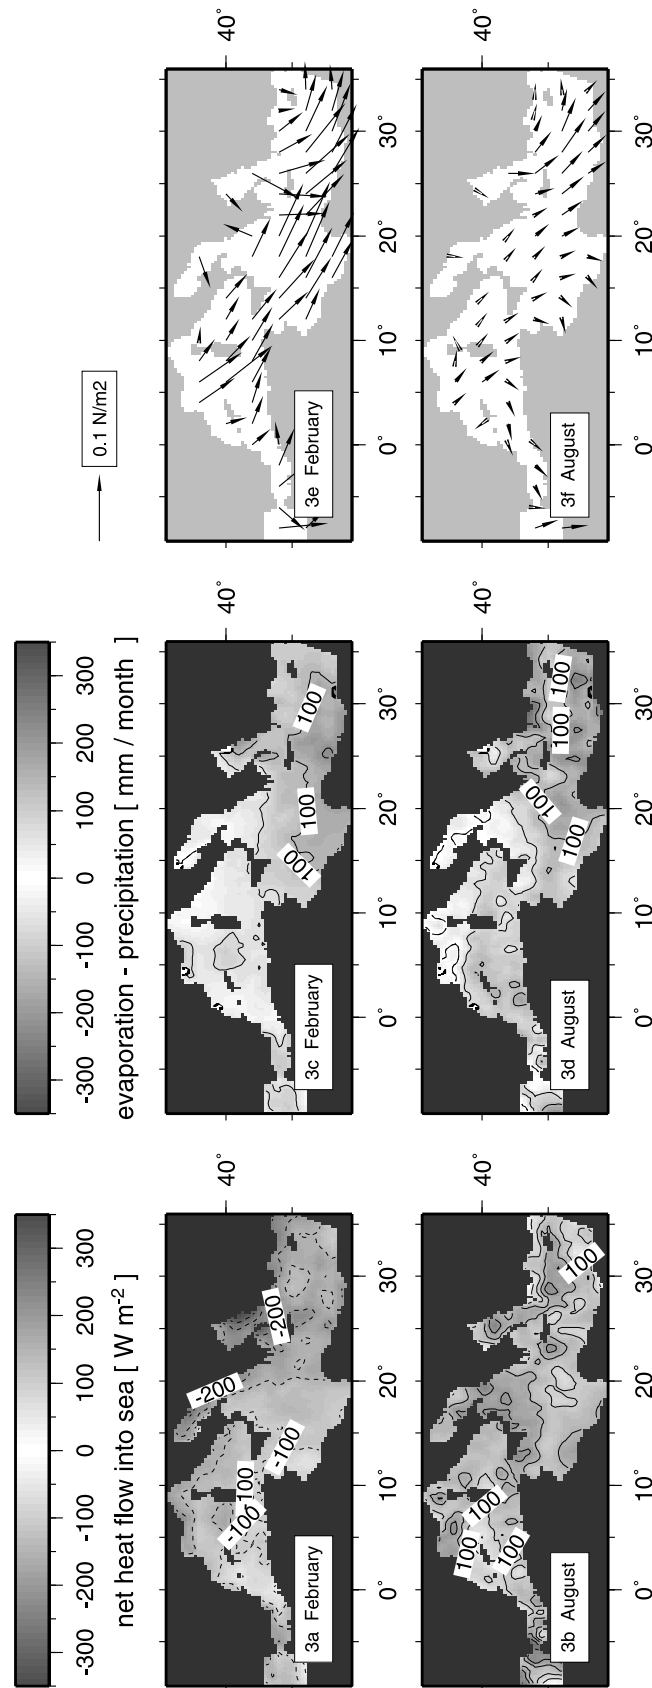 -300 -200 -100 0 100 200 300
net heat flow into sea [ W m-2 ]
-200
40°
-200
-100
100
-100
3a February
0° 10° 20° 30°
40°
100
100
100
100
3b August
0° 10° 20° 30°
-300 -200 -100 0 100 200 300
evaporation - precipitation [ mm / month ]
40°
100
100
100
3c February
0° 10° 20° 30°
40°
100
100
100
100
3d August
0° 10° 20° 30°
0.1 N/m2
40°
3e February
0° 10° 20° 30°
40°
3f August
0° 10° 20° 30°